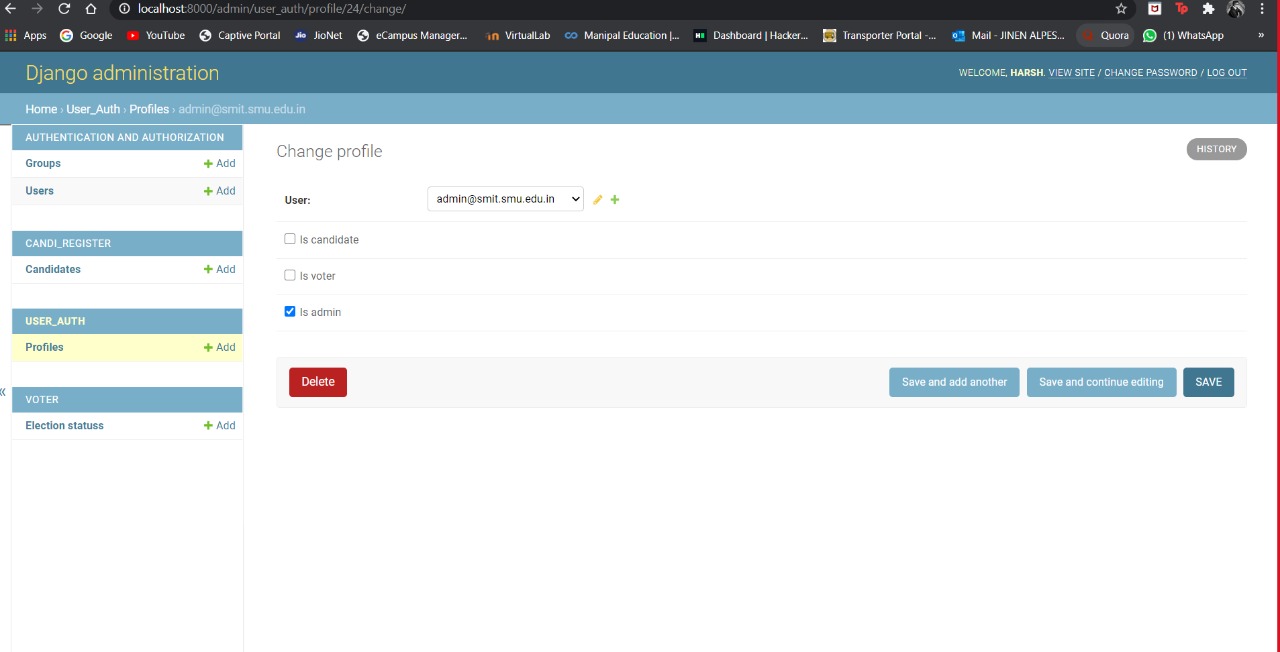 localhost:8000/admin/user_auth/profile/24/change/
Apps Google YouTube Captive Portal Jio JioNet eCampus Manager... VirtualLab Manipal Education |... Dashboard | Hacker... Transporter Portal -... Mail - JINEN ALPES... Quora (1) WhatsApp »
Django administration
WELCOME, HARSH. VIEW SITE / CHANGE PASSWORD / LOG OUT
Home › User_Auth › Profiles › admin@smit.smu.edu.in
AUTHENTICATION AND AUTHORIZATION
Groups + Add
Users + Add
CANDI_REGISTER
Candidates + Add
USER_AUTH
Profiles + Add
VOTER
Election statuss + Add
«
Change profile
HISTORY
User: admin@smit.smu.edu.in
Is candidate
Is voter
Is admin
Delete Save and add another Save and continue editing SAVE